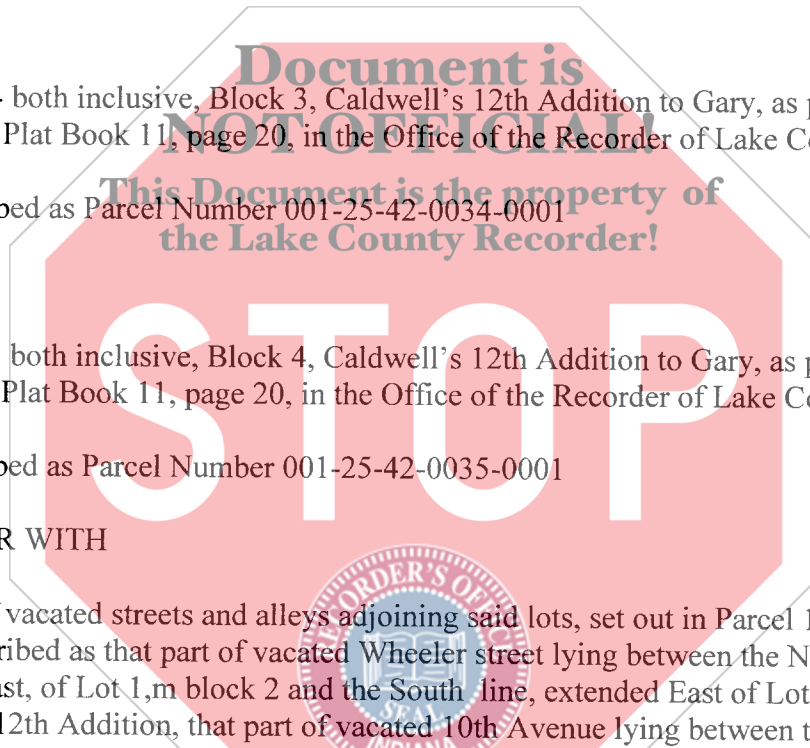 Document is
- both inclusive, Block 3, Caldwell's 12th Addition to Gary, as
NOT OFFICIAL!
Plat Book 11, page 20, in the Office of the Recorder of Lake
This Document is the property of
bed as Parcel Number 001-25-42-0034-0001
the Lake County Recorder!
STOP
both inclusive, Block 4, Caldwell's 12th Addition to Gary, as
Plat Book 11, page 20, in the Office of the Recorder of Lake
bed as Parcel Number 001-25-42-0035-0001
R WITH
vacated streets and alleys adjoining said lots, set out in Parcel 1
ribed as that part of vacated Wheeler street lying between the N
ast, of Lot 1,m block 2 and the South line, extended East of Lot
12th Addition, that part of vacated 10th Avenue lying between
RECORDER'S OFFICE
SEAL
INDIANA